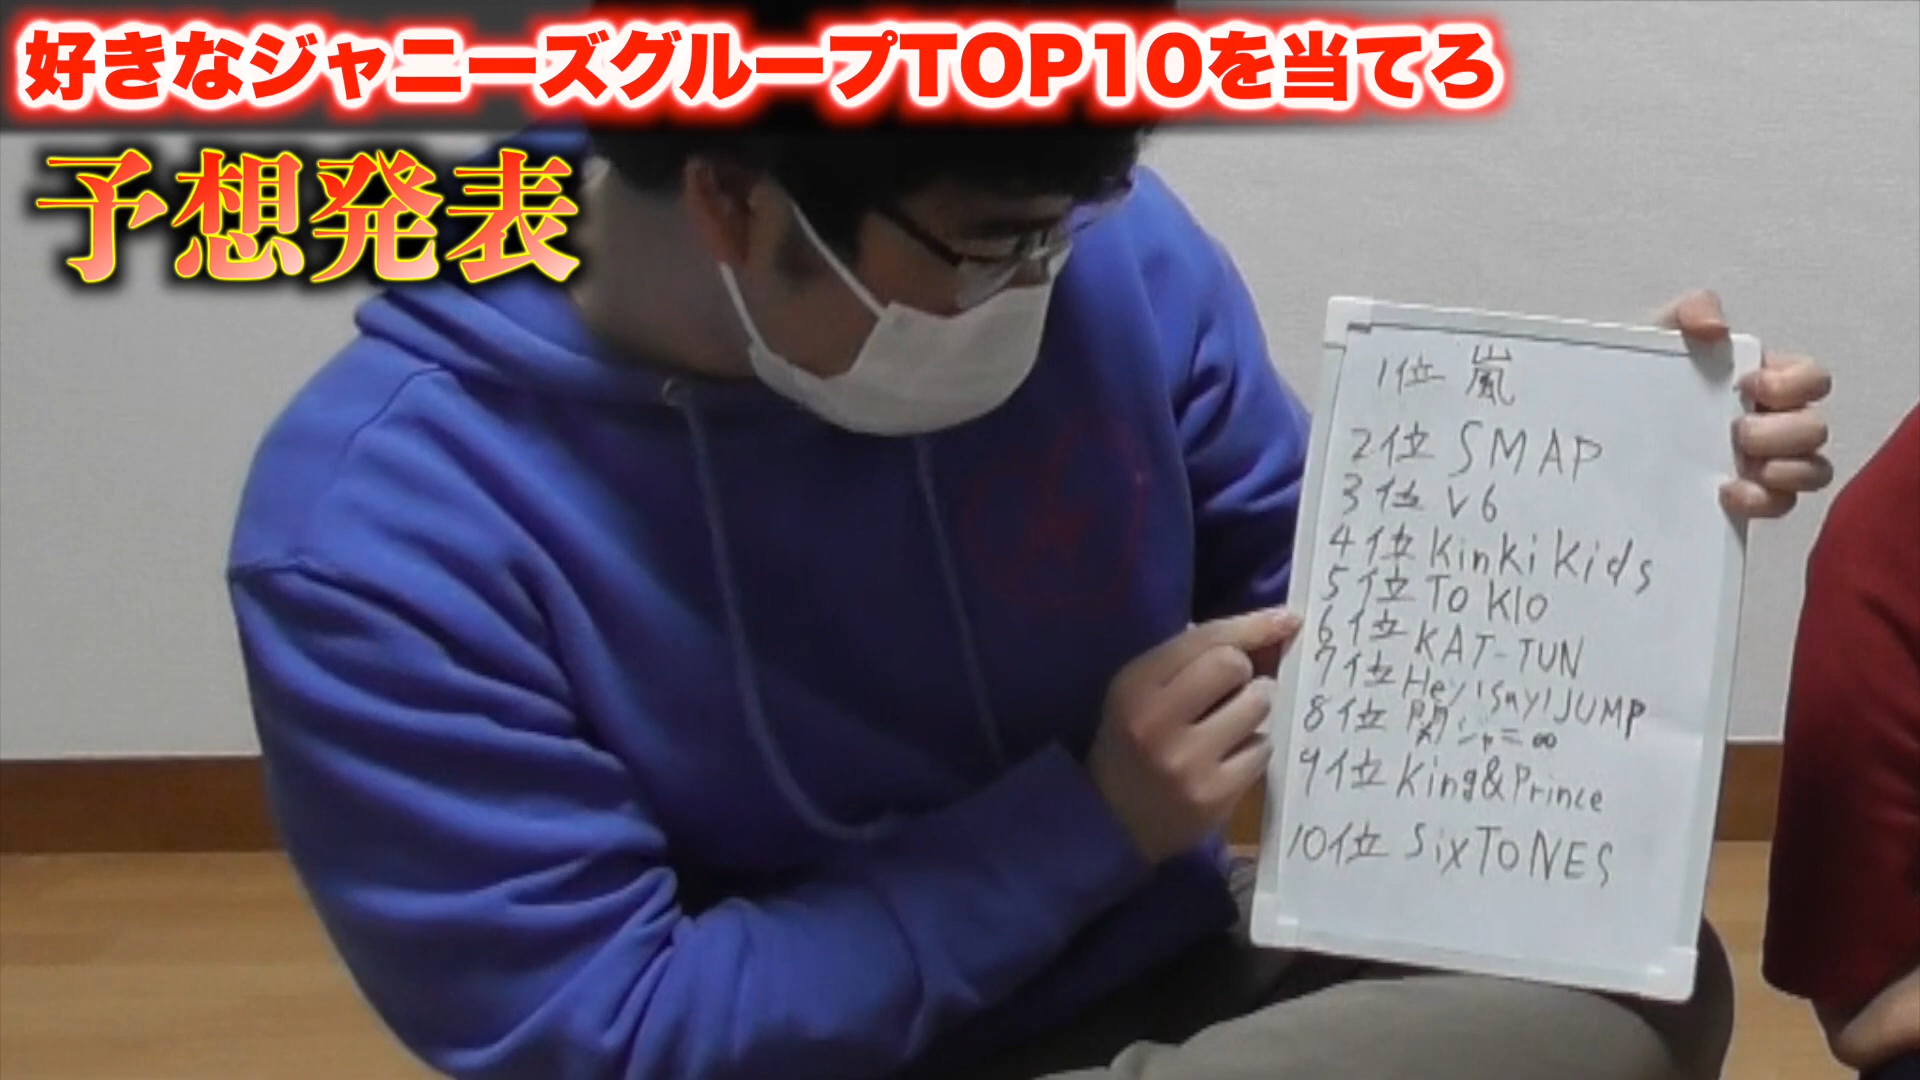 好きなジャニーズグループTOP10を当てろ
予想発表
1位 嵐
2位 SMAP
3位 V6
4位 Kinki Kids
5位 TOKIO
6位 KAT-TUN
7位 Hey!Say!JUMP
8位 関ジャニ∞
9位 King&Prince
10位 SixTONES